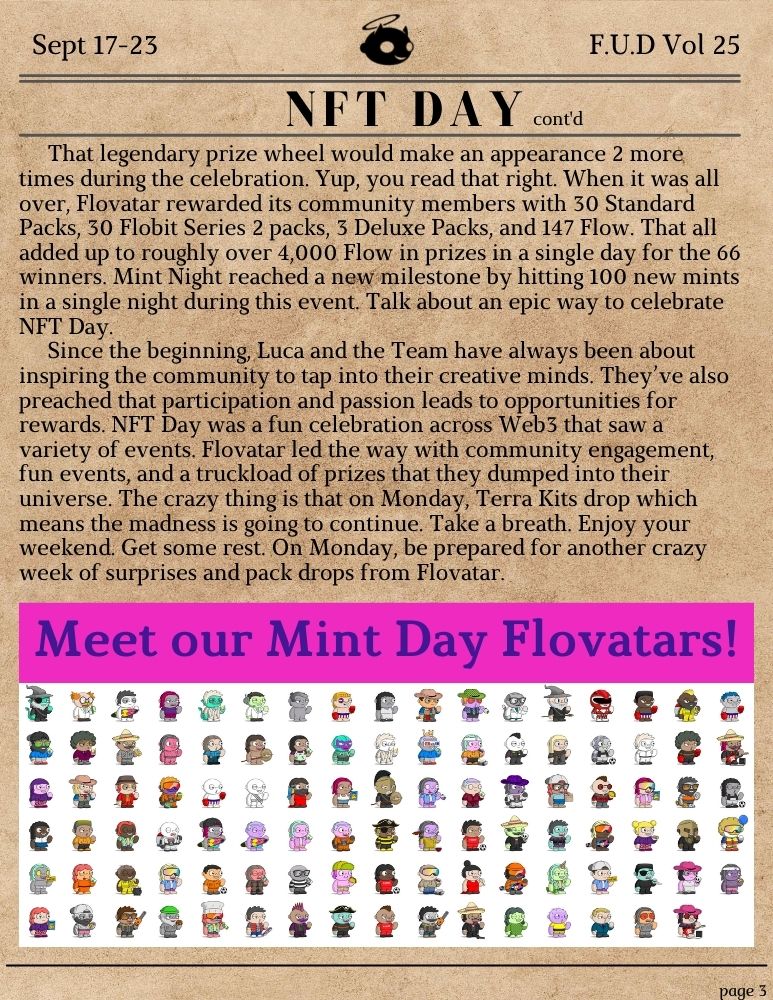 Sept 17-23
F.U.D Vol 25
NFT DAY cont'd
That legendary prize wheel would make an appearance 2 more
times during the celebration. Yup, you read that right. When it was all
over, Flovatar rewarded its community members with 30 Standard
Packs, 30 Flobit Series 2 packs, 3 Deluxe Packs, and 147 Flow. That all
added up to roughly over 4,000 Flow in prizes in a single day for the 66
winners. Mint Night reached a new milestone by hitting 100 new mints
in a single night during this event. Talk about an epic way to celebrate
NFT Day.
Since the beginning, Luca and the Team have always been about
inspiring the community to tap into their creative minds. They've also
preached that participation and passion leads to opportunities for
rewards. NFT Day was a fun celebration across Web3 that saw a
variety of events. Flovatar led the way with community engagement,
fun events, and a truckload of prizes that they dumped into their
universe. The crazy thing is that on Monday, Terra Kits drop which
means the madness is going to continue. Take a breath. Enjoy your
weekend. Get some rest. On Monday, be prepared for another crazy
week of surprises and pack drops from Flovatar.
Meet our Mint Day Flovatars!
page 3